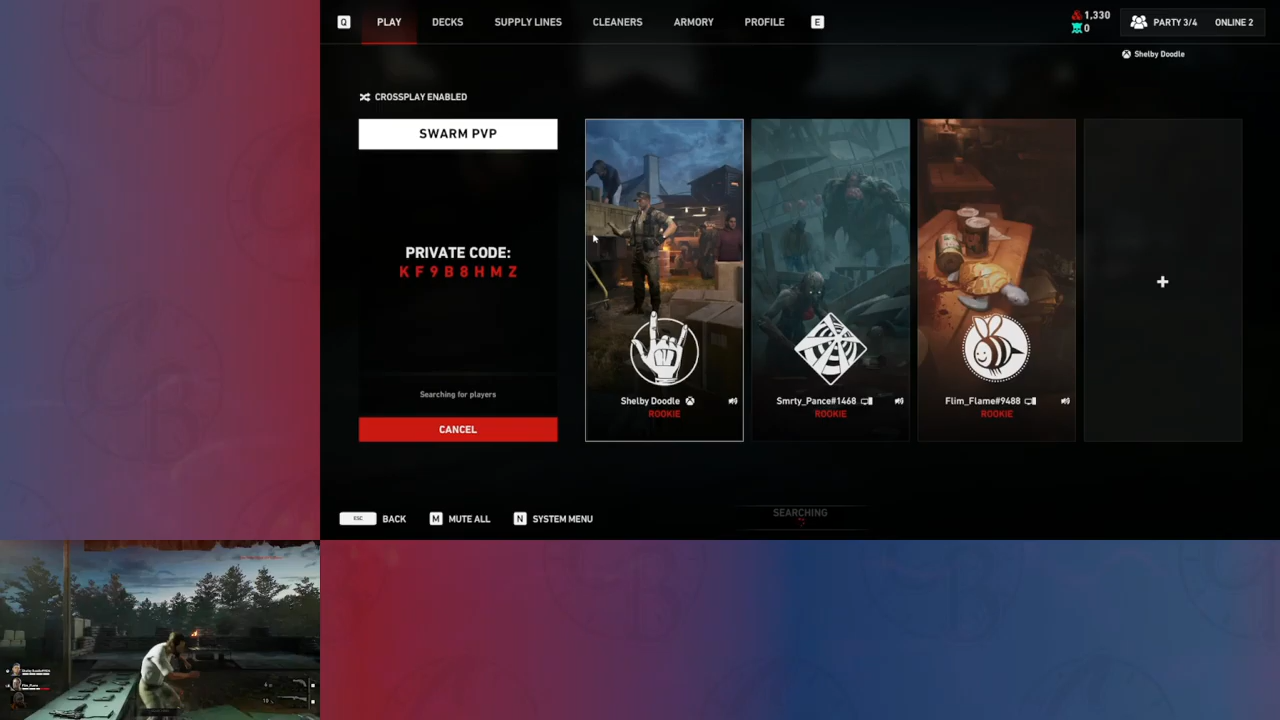 Q PLAY DECKS SUPPLY LINES CLEANERS ARMORY PROFILE E
1,330
0
PARTY 3/4 ONLINE 2
Shelby Doodle
CROSSPLAY ENABLED
SWARM PVP
PRIVATE CODE:
KF9B8HMZ
Searching for players
CANCEL
Shelby Doodle
ROOKIE
Smrty_Pance#1468
ROOKIE
Flim_Flame#9488
ROOKIE
+
ESC BACK M MUTE ALL N SYSTEM MENU
SEARCHING